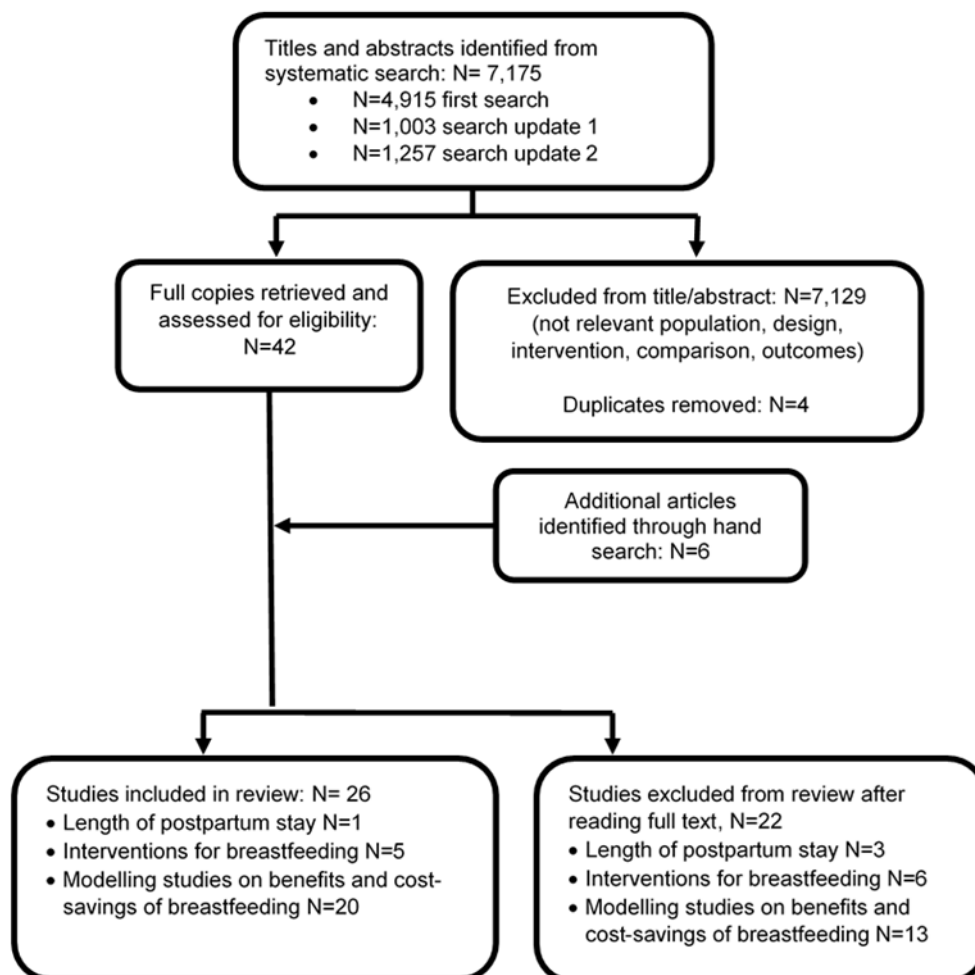 Titles and abstracts identified from
systematic search: N= 7,175
• N=4,915 first search
• N=1,003 search update 1
• N=1,257 search update 2
Full copies retrieved and
assessed for eligibility:
N=42
Excluded from title/abstract: N=7,129
(not relevant population, design,
intervention, comparison, outcomes)
Duplicates removed: N=4
Additional articles
identified through hand
search: N=6
Studies included in review: N= 26
• Length of postpartum stay N=1
• Interventions for breastfeeding N=5
• Modelling studies on benefits and cost-
savings of breastfeeding N=20
Studies excluded from review after
reading full text, N=22
• Length of postpartum stay N=3
• Interventions for breastfeeding N=6
• Modelling studies on benefits and
cost-savings of breastfeeding N=13